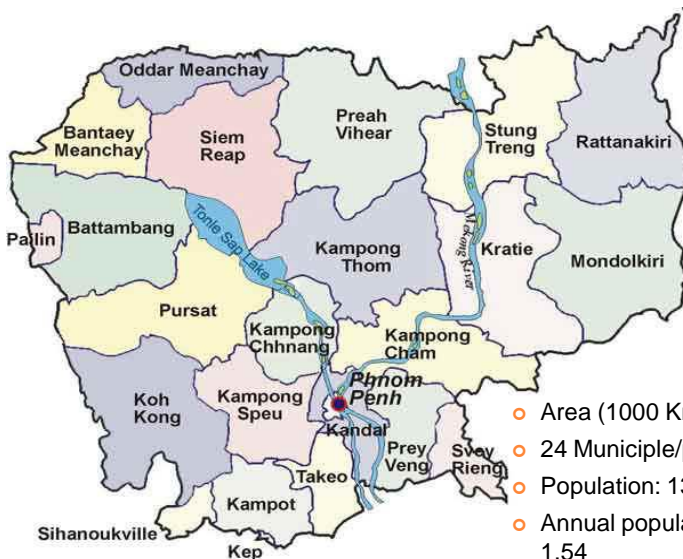 Oddar Meanchay
Bantaey
Meanchay
Siem
Reap
Preah
Vihear
Stung
Treng
Rattanakiri
Pailin
Battambang
Tonle Sap Lake
Kampong
Thom
Mekong River
Kratie
Mondolkiri
Pursat
Kampong
Chhnang
Kampong
Cham
Koh
Kong
Kampong
Speu
Phnom
Penh
Kandal
Prey
Veng
Svey
Rieng
Takeo
Kampot
Sihanoukville
Kep
Area (1000 K
24 Municiple/
Population: 13
Annual popula
1.54